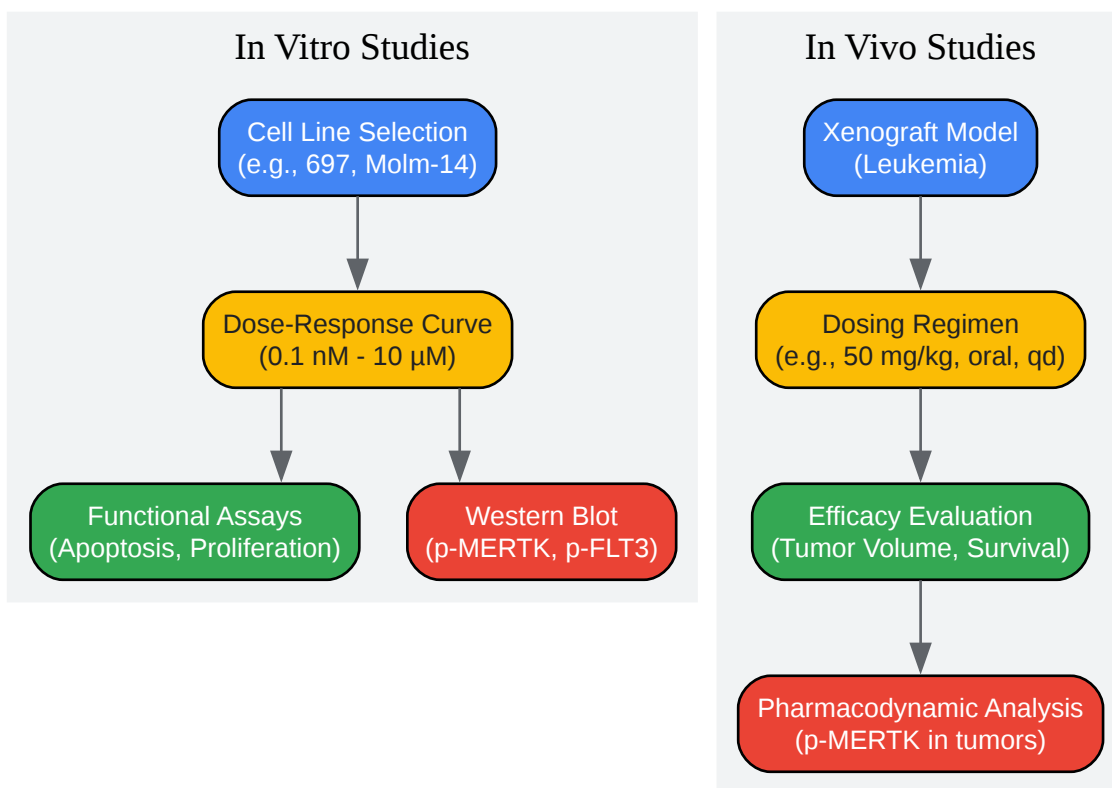 In Vitro Studies
Cell Line Selection
(e.g., 697, Molm-14)
Dose-Response Curve
(0.1 nM - 10 µM)
Functional Assays
(Apoptosis, Proliferation)
Western Blot
(p-MERTK, p-FLT3)
In Vivo Studies
Xenograft Model
(Leukemia)
Dosing Regimen
(e.g., 50 mg/kg, oral, qd)
Efficacy Evaluation
(Tumor Volume, Survival)
Pharmacodynamic Analysis
(p-MERTK in tumors)